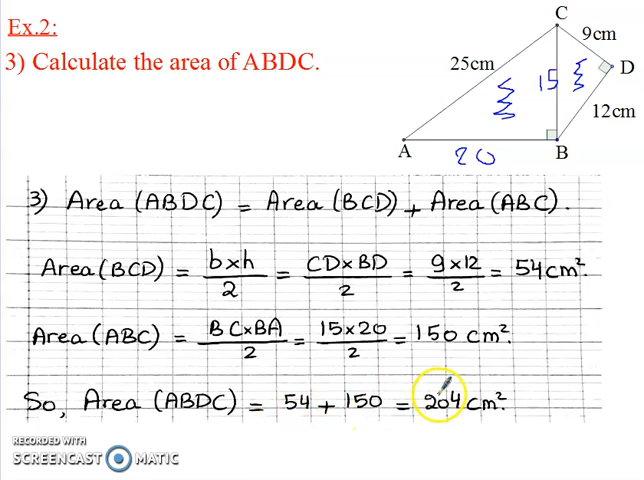 Ex.2:
3) Calculate the area of ABDC.
C
9cm
25cm
15
D
12cm
A
20
B
3) Area (ABDC) = Area (BCD) + Area (ABC).
Area (BCD) = b×h/2 = CD×BD/2 = 9×12/2 = 54 cm².
Area (ABC) = BC×BA/2 = 15×20/2 = 150 cm².
So, Area (ABDC) = 54 + 150 = 204 cm².
RECORDED WITH
SCREENCAST MATIC